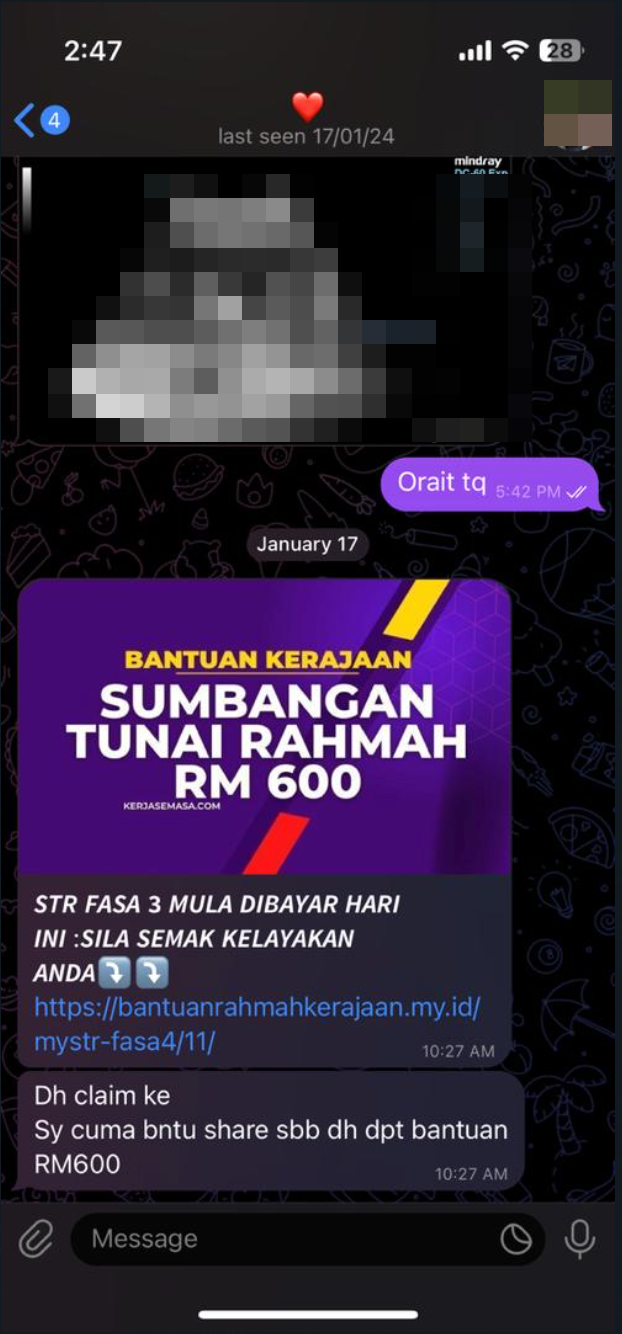 2:47
28
4
❤️
last seen 17/01/24
mindray
DC-60 Exp
Orait tq 5:42 PM
January 17
BANTUAN KERAJAAN
SUMBANGAN
TUNAI RAHMAH
RM 600
KERJASEMASA.COM
STR FASA 3 MULA DIBAYAR HARI
INI :SILA SEMAK KELAYAKAN
ANDA⤵️⤵️
https://bantuanrahmahkerajaan.my.id/
mystr-fasa4/11/
10:27 AM
Dh claim ke
Sy cuma bntu share sbb dh dpt bantuan
RM600
10:27 AM
Message